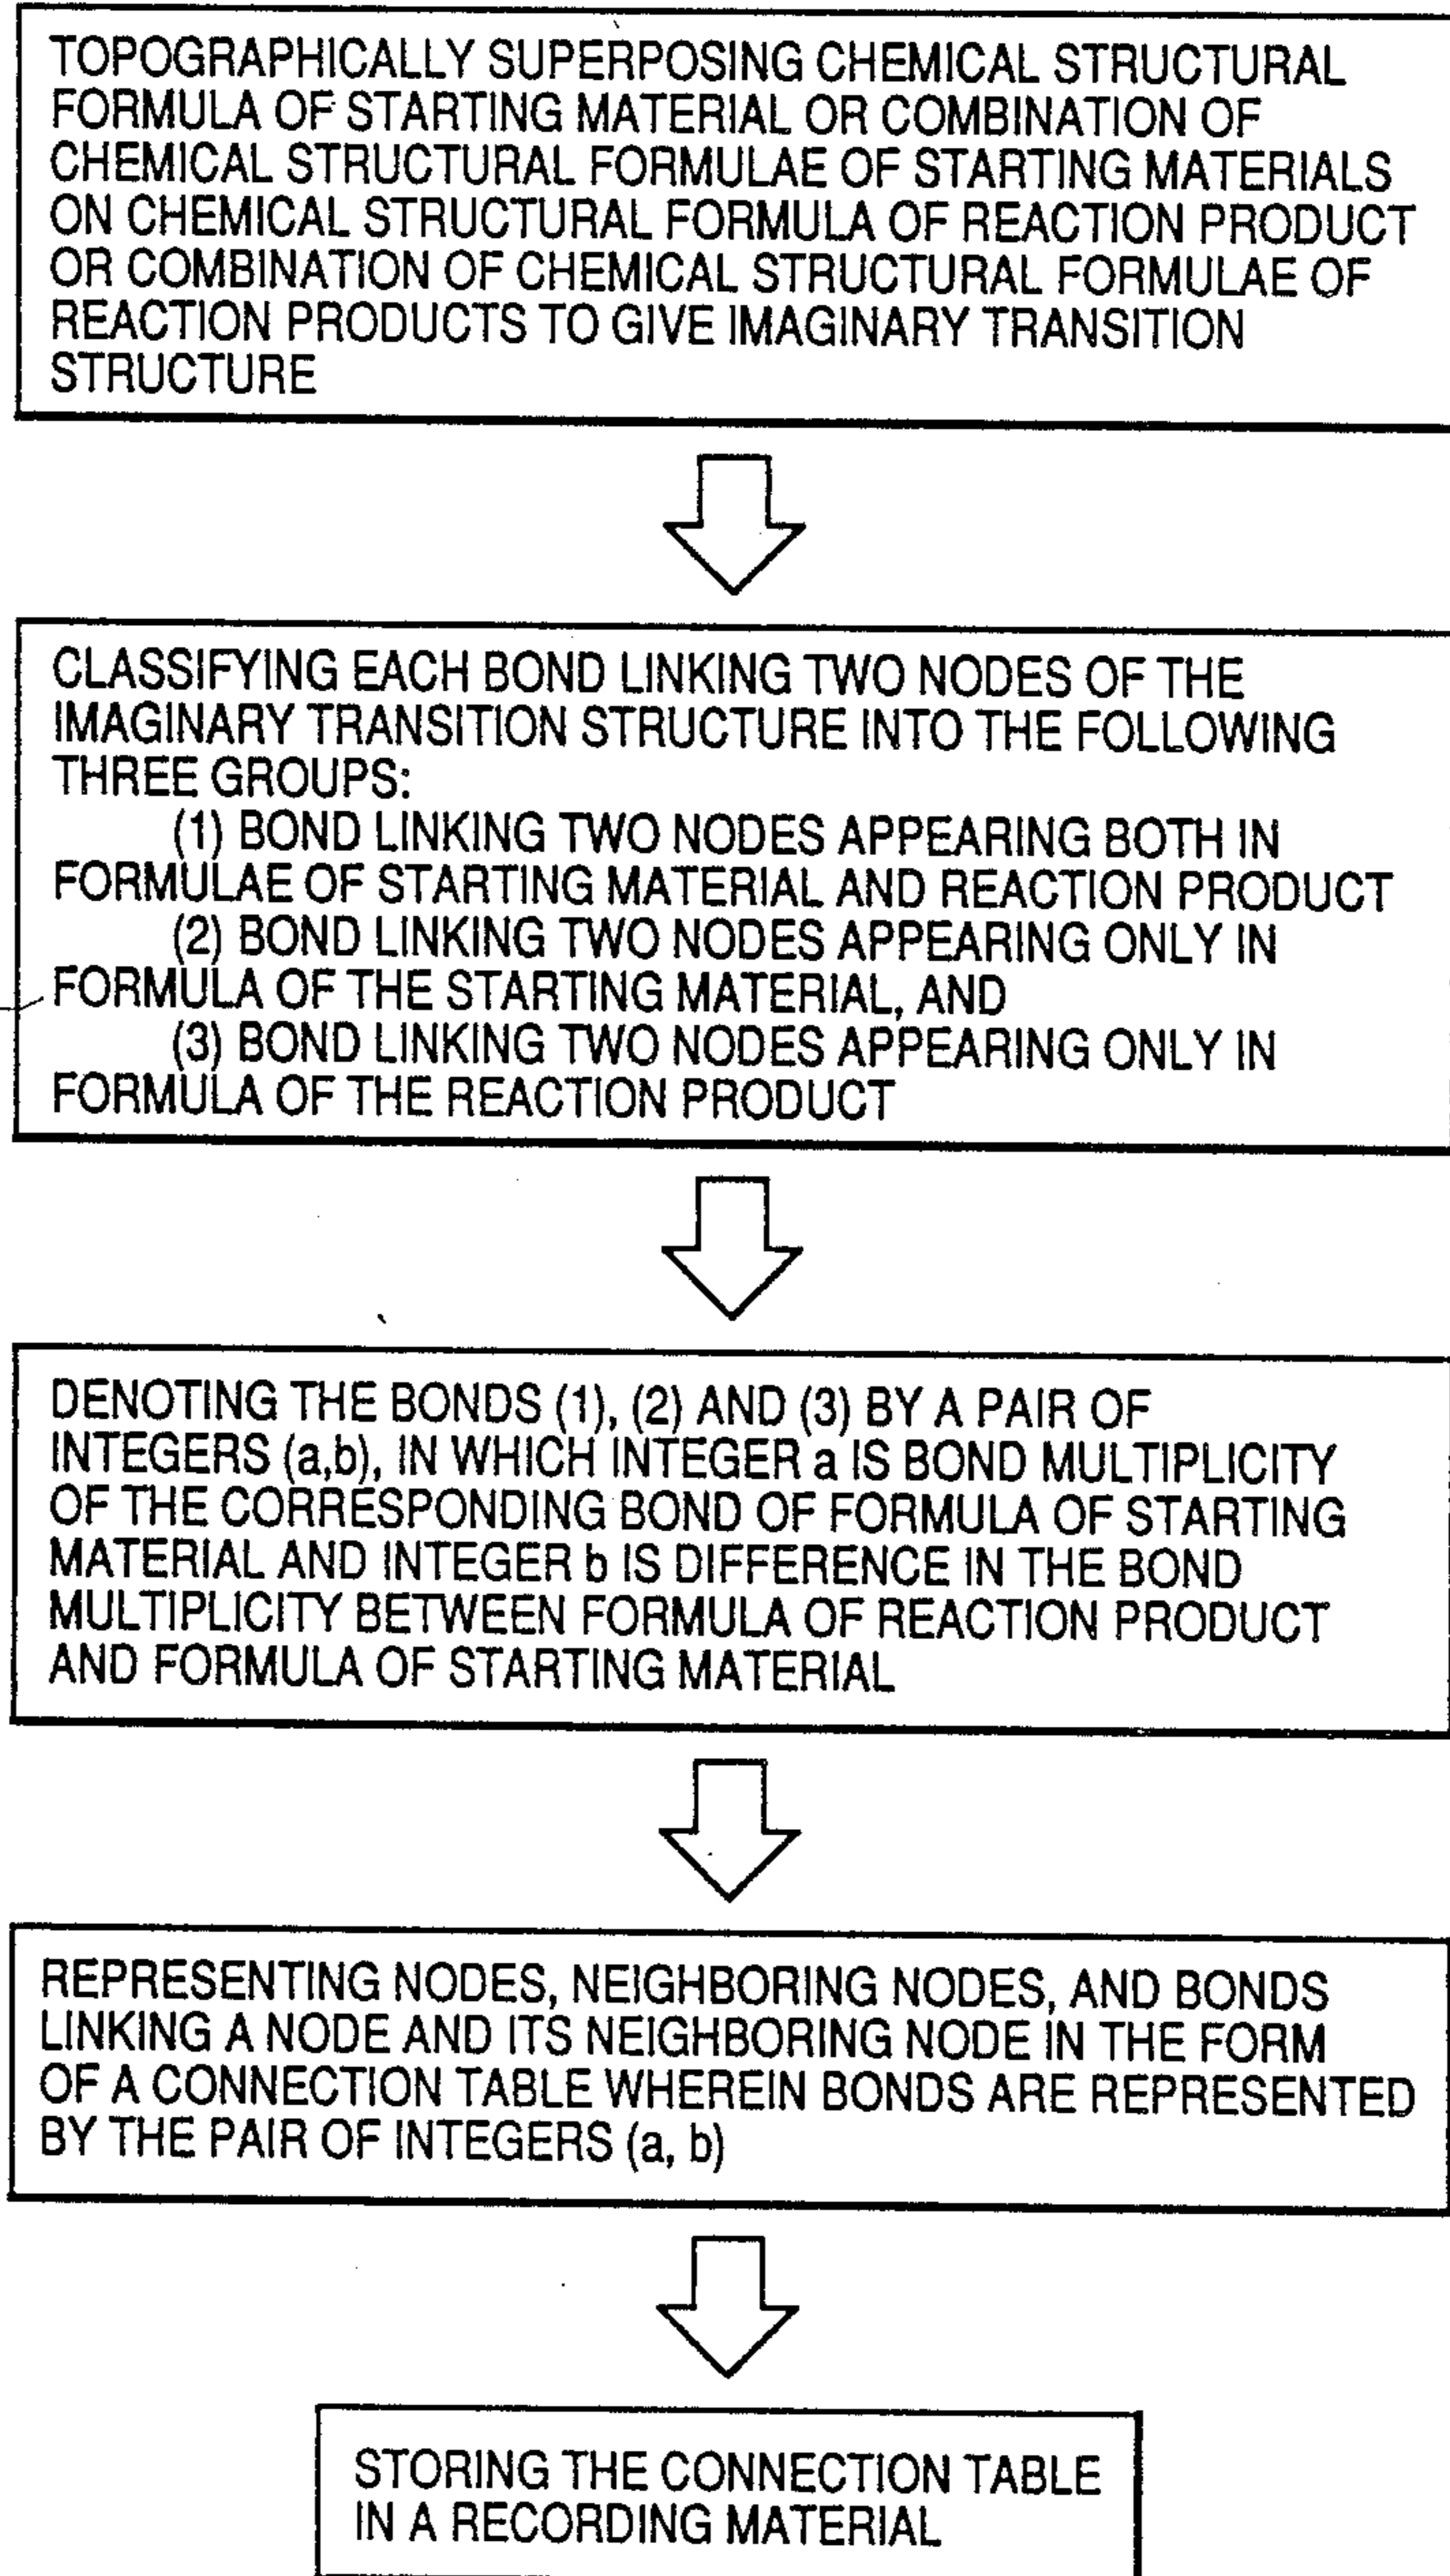 TOPOGRAPHICALLY SUPERPOSING CHEMICAL STRUCTURAL
FORMULA OF STARTING MATERIAL OR COMBINATION OF
CHEMICAL STRUCTURAL FORMULAE OF STARTING MATERIALS
ON CHEMICAL STRUCTURAL FORMULA OF REACTION PRODUCT
OR COMBINATION OF CHEMICAL STRUCTURAL FORMULAE OF
REACTION PRODUCTS TO GIVE IMAGINARY TRANSITION
STRUCTURE
CLASSIFYING EACH BOND LINKING TWO NODES OF THE
IMAGINARY TRANSITION STRUCTURE INTO THE FOLLOWING
THREE GROUPS:
(1) BOND LINKING TWO NODES APPEARING BOTH IN
FORMULAE OF STARTING MATERIAL AND REACTION PRODUCT
(2) BOND LINKING TWO NODES APPEARING ONLY IN
FORMULA OF THE STARTING MATERIAL, AND
(3) BOND LINKING TWO NODES APPEARING ONLY IN
FORMULA OF THE REACTION PRODUCT
DENOTING THE BONDS (1), (2) AND (3) BY A PAIR OF
INTEGERS (a,b), IN WHICH INTEGER a IS BOND MULTIPLICITY
OF THE CORRESPONDING BOND OF FORMULA OF STARTING
MATERIAL AND INTEGER b IS DIFFERENCE IN THE BOND
MULTIPLICITY BETWEEN FORMULA OF REACTION PRODUCT
AND FORMULA OF STARTING MATERIAL
REPRESENTING NODES, NEIGHBORING NODES, AND BONDS
LINKING A NODE AND ITS NEIGHBORING NODE IN THE FORM
OF A CONNECTION TABLE WHEREIN BONDS ARE REPRESENTED
BY THE PAIR OF INTEGERS (a, b)
STORING THE CONNECTION TABLE
IN A RECORDING MATERIAL